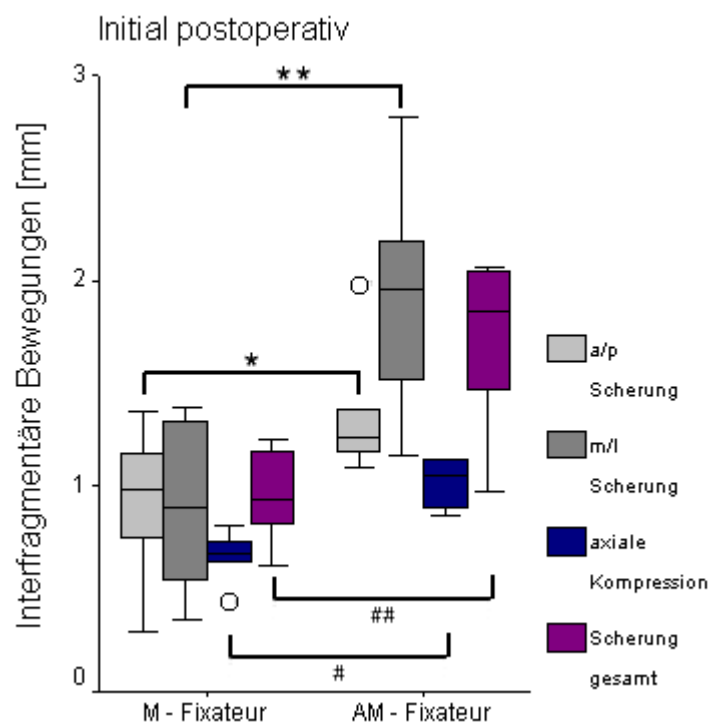 Initial postoperativ
Interfragmentäre Bewegungen [mm]
3
2
1
0
**
*
##
#
M - Fixateur
AM - Fixateur
a/p
Scherung
m/l
Scherung
axiale
Kompression
Scherung
gesamt